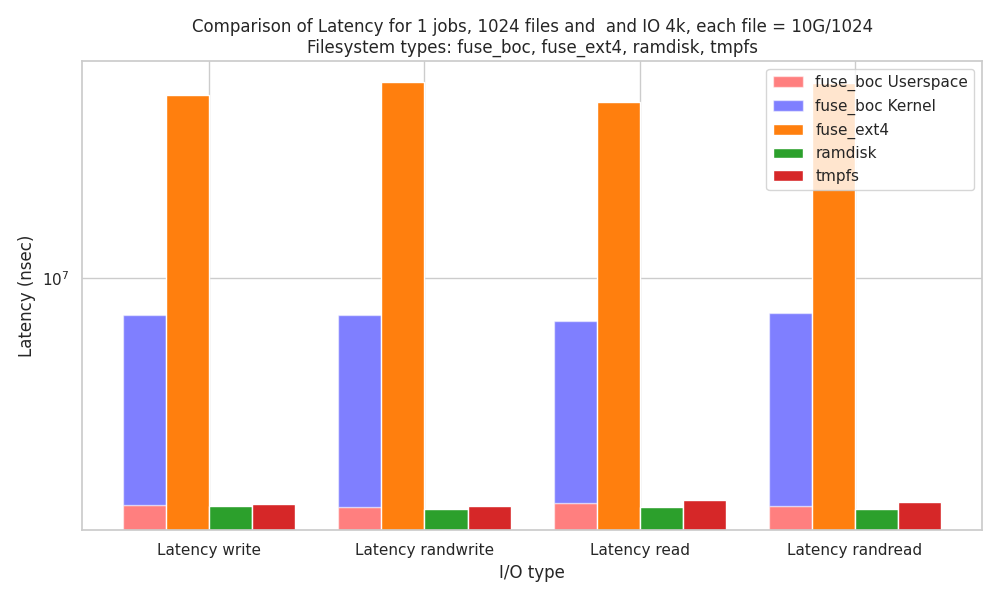 Comparison of Latency for 1 jobs, 1024 files and  and IO 4k, each file = 10G/1024
Filesystem types: fuse_boc, fuse_ext4, ramdisk, tmpfs
fuse_boc Userspace
fuse_boc Kernel
fuse_ext4
ramdisk
tmpfs
Latency (nsec)
10⁷
Latency write
Latency randwrite
Latency read
Latency randread
I/O type